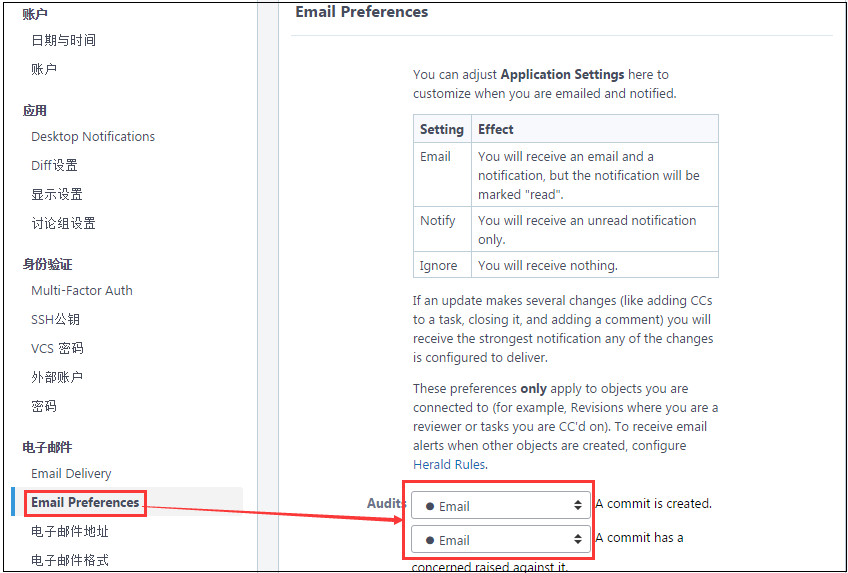 账户
日期与时间
账户
应用
Desktop Notifications
Diff设置
显示设置
讨论组设置
身份验证
Multi-Factor Auth
SSH公钥
VCS 密码
外部账户
密码
电子邮件
Email Delivery
Email Preferences
电子邮件地址
电子邮件格式
Email Preferences
You can adjust Application Settings here to
customize when you are emailed and notified.
Setting Effect
Email You will receive an email and a
notification, but the notification will be
marked "read".
Notify You will receive an unread notification
only.
Ignore You will receive nothing.
If an update makes several changes (like adding CCs
to a task, closing it, and adding a comment) you will
receive the strongest notification any of the changes
is configured to deliver.
These preferences only apply to objects you are
connected to (for example, Revisions where you are a
reviewer or tasks you are CC'd on). To receive email
alerts when other objects are created, configure
Herald Rules.
Audits Email A commit is created.
Email A commit has a
concerned raised against it.